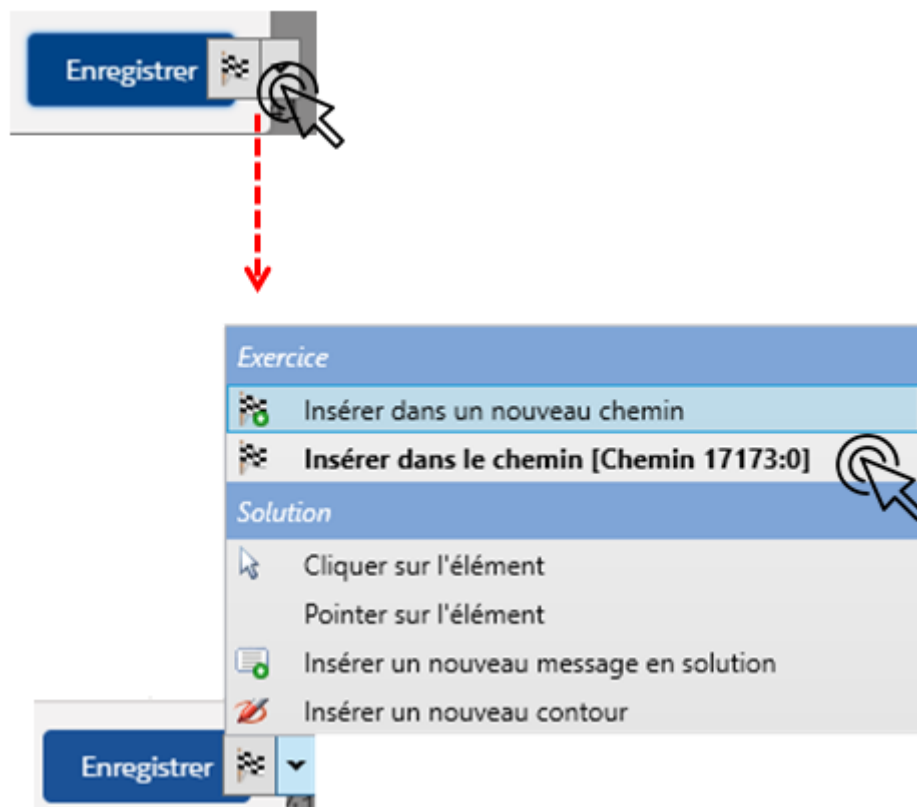 Enregistrer
Exercice
Insérer dans un nouveau chemin
Insérer dans le chemin [Chemin 17173:0]
Solution
Cliquer sur l'élément
Pointer sur l'élément
Insérer un nouveau message en solution
Insérer un nouveau contour
Enregistrer